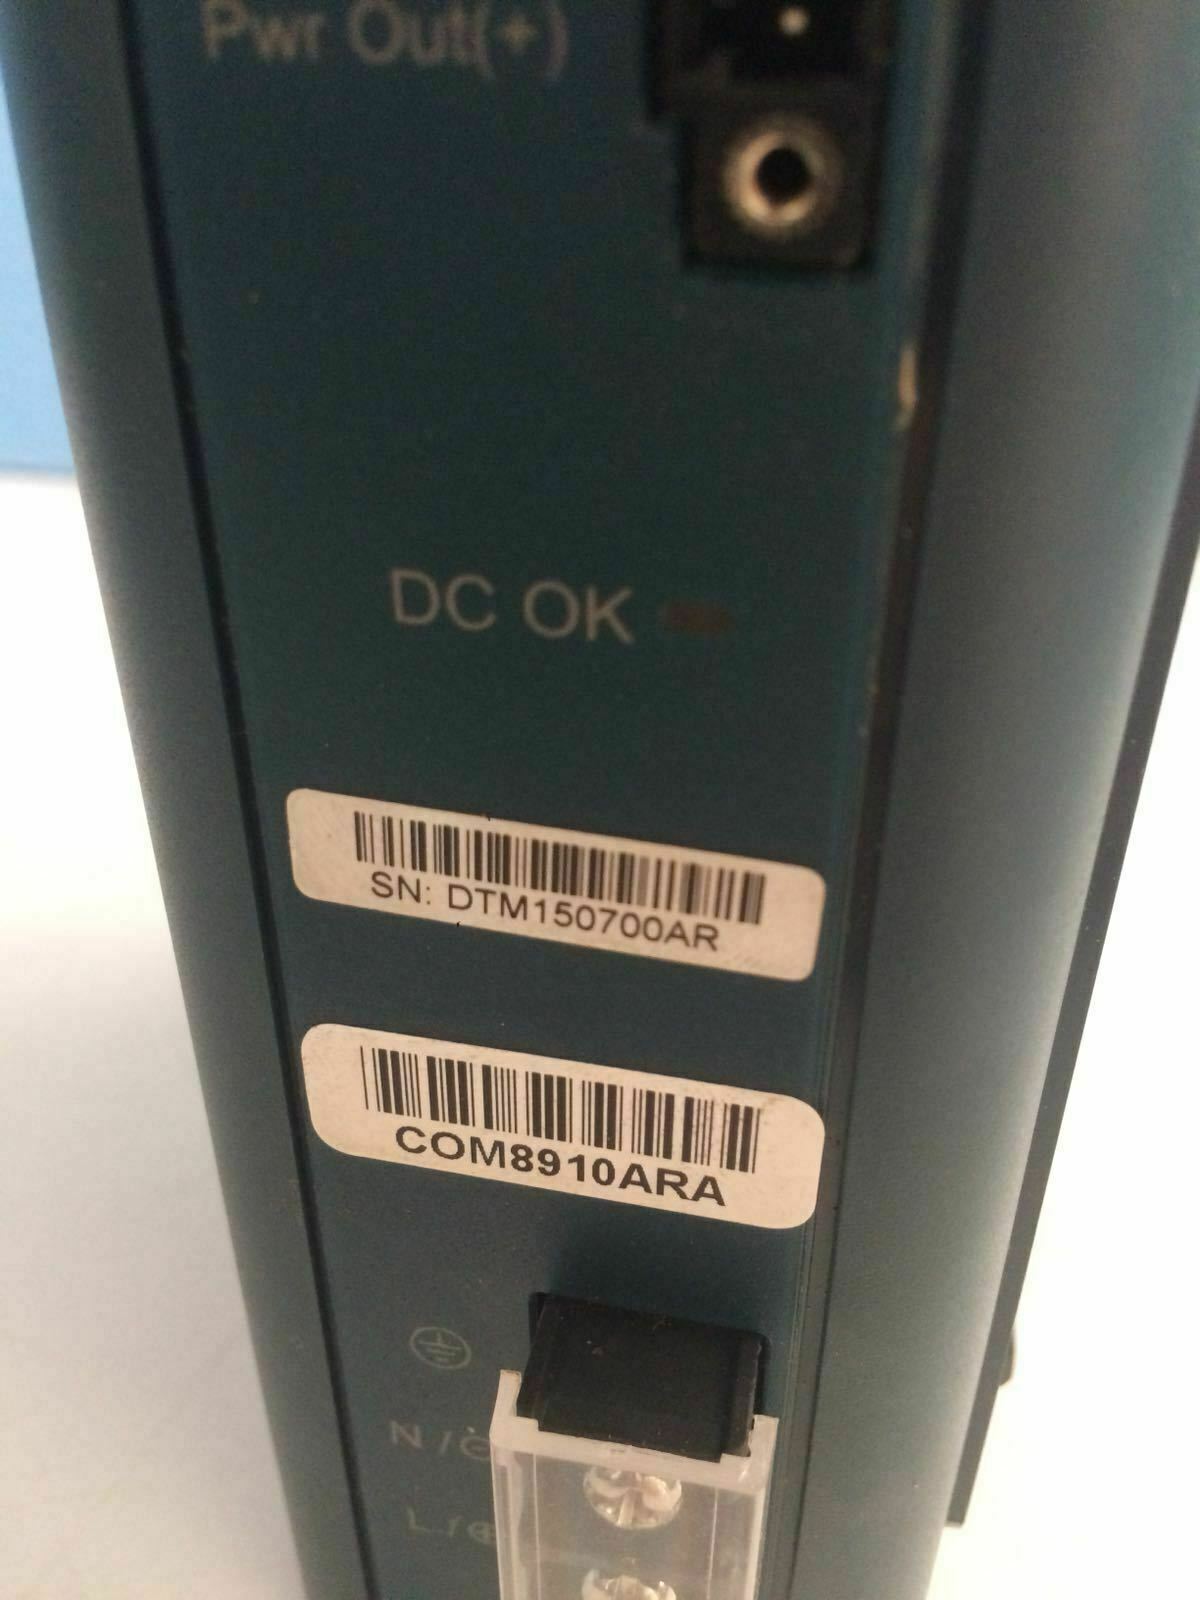 Pwr Out(+)
DC OK
SN: DTM150700AR
COM8910ARA
N /
L /